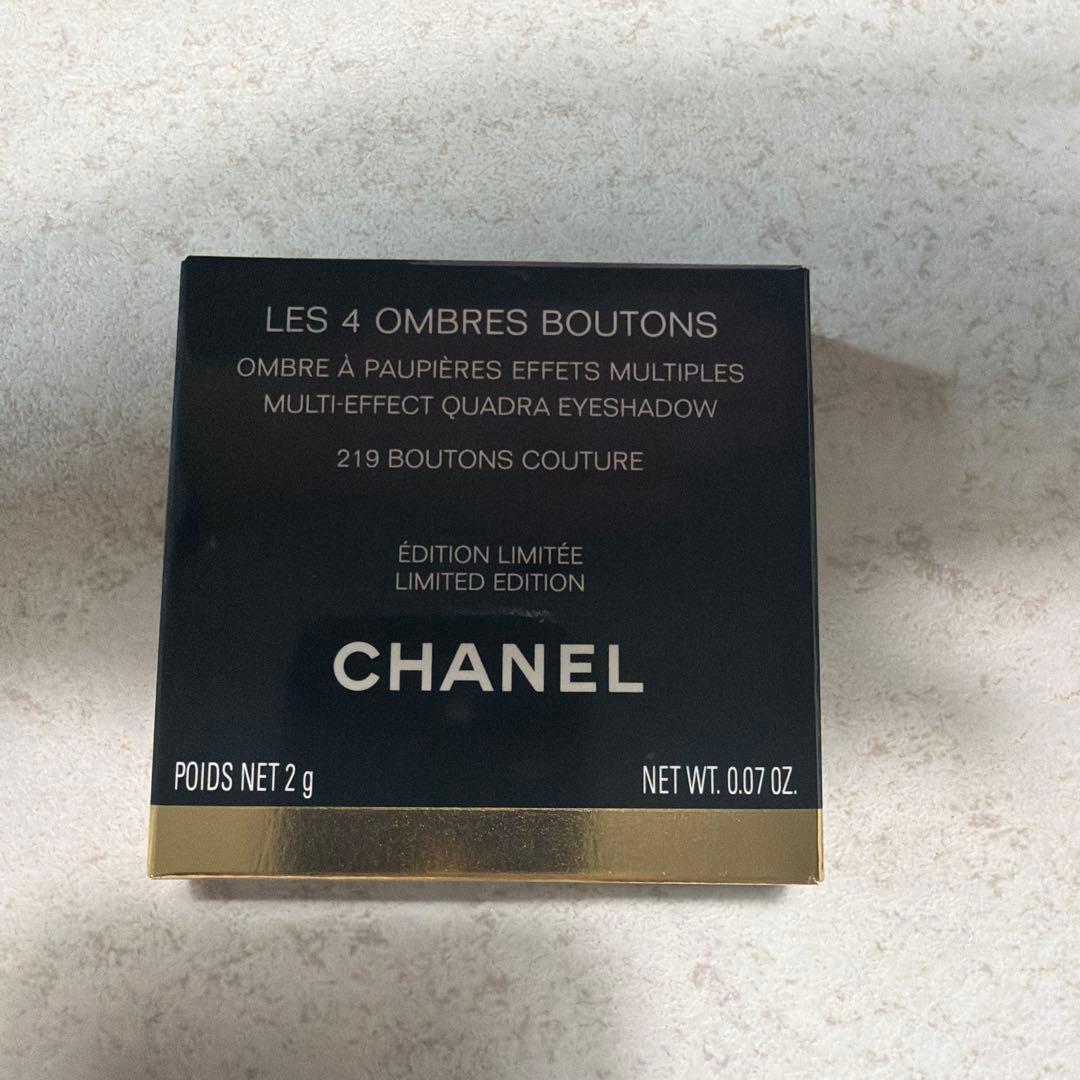 LES 4 OMBRES BOUTONS
OMBRE À PAUPIÈRES EFFETS MULTIPLES
MULTI-EFFECT QUADRA EYESHADOW
219 BOUTONS COUTURE
ÉDITION LIMITÉE
LIMITED EDITION
CHANEL
POIDS NET 2 g NET WT. 0.07 OZ.